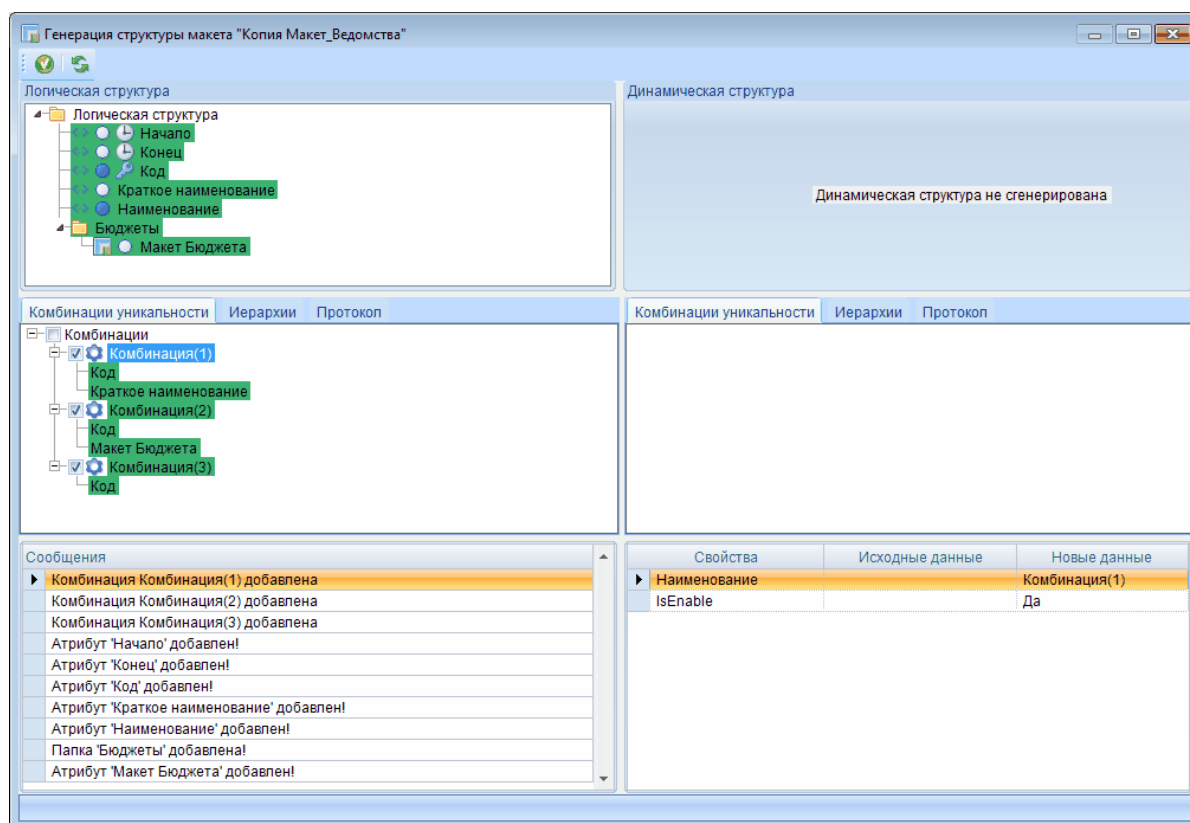 Генерация структуры макета "Копия Макет_Ведомства"
Логическая структура
Логическая структура
Начало
Конец
Код
Краткое наименование
Наименование
Бюджеты
Макет Бюджета
Динамическая структура
Динамическая структура не сгенерирована
Комбинации уникальности Иерархии Протокол
Комбинации
Комбинация(1)
Код
Краткое наименование
Комбинация(2)
Код
Макет Бюджета
Комбинация(3)
Код
Комбинации уникальности Иерархии Протокол
Сообщения
Комбинация Комбинация(1) добавлена
Комбинация Комбинация(2) добавлена
Комбинация Комбинация(3) добавлена
Атрибут 'Начало' добавлен!
Атрибут 'Конец' добавлен!
Атрибут 'Код' добавлен!
Атрибут 'Краткое наименование' добавлен!
Атрибут 'Наименование' добавлен!
Папка 'Бюджеты' добавлена!
Атрибут 'Макет Бюджета' добавлен!
Свойства Исходные данные Новые данные
Наименование Комбинация(1)
IsEnable Да